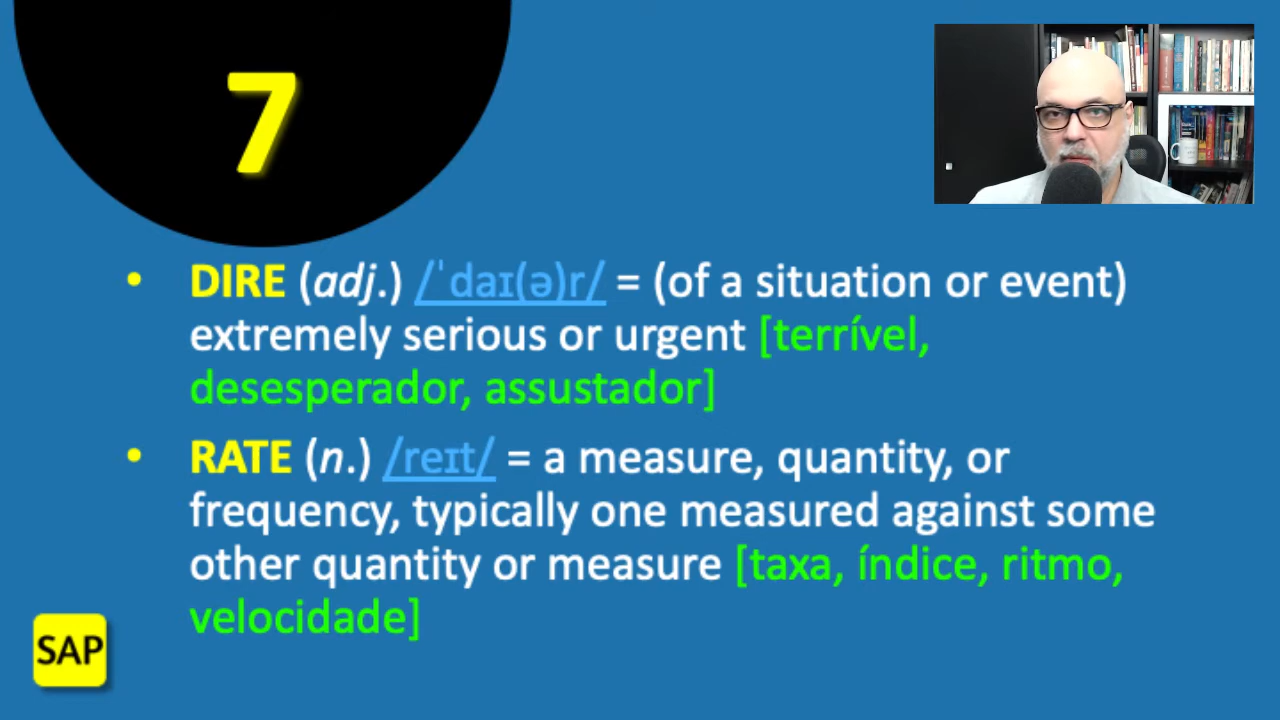 7
• DIRE (adj.) /ˈdaɪ(ə)r/ = (of a situation or event)
extremely serious or urgent [terrível,
desesperador, assustador]
• RATE (n.) /reɪt/ = a measure, quantity, or
frequency, typically one measured against some
other quantity or measure [taxa, índice, ritmo,
velocidade]
SAP